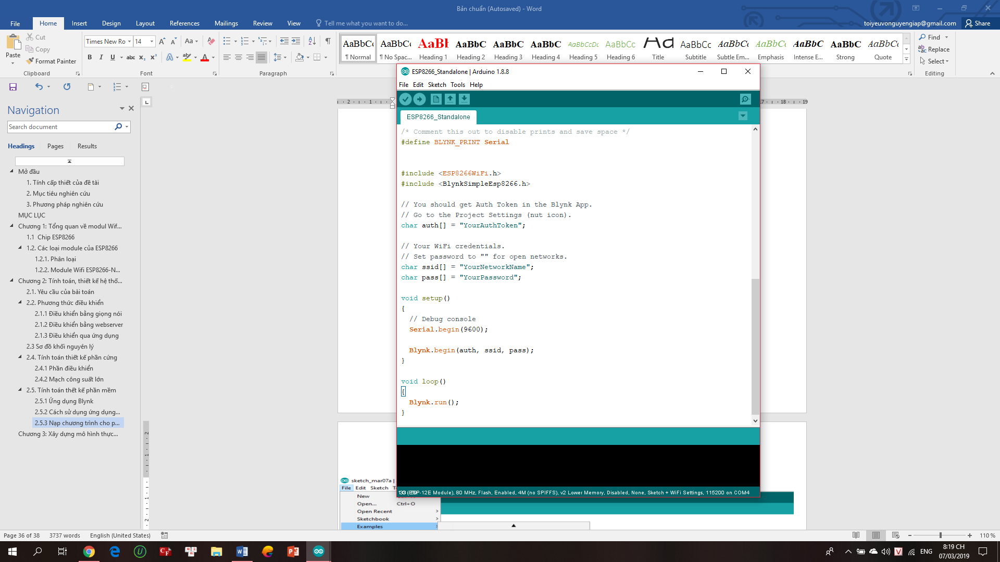 Bản chuẩn (Autosaved) - Word
File Home Insert Design Layout References Mailings Review View Tell me what you want to do...
toiyeuvonguyengiap@gmail.com Share
Paste Cut Copy Format Painter
Times New Ro 14
AaBbC AaBbC AaBl AaBbC AaBbC AaBbC AaBbCcDc AaBbCc Aad AaBbCc AaBbC AaBbC AaBbC AaBbC AaBbC
¶ Normal ¶ No Spac... Heading 1 Heading 2 Heading 3 Heading 4 Heading 5 Heading 6 Title Subtitle Subtle Em... Emphasis Intense E... Strong Quote
Find
Replace
Select
Clipboard Font Paragraph Editing
Navigation
Search document
Headings Pages Results
Mở đầu
1. Tính cấp thiết của đề tài
2. Mục tiêu nghiên cứu
3. Phương pháp nghiên cứu
MỤC LỤC
Chương 1: Tổng quan về modul Wif...
1.1 Chip ESP8266
1.2. Các loại module của ESP8266
1.2.1. Phân loại
1.2.2. Module Wifi ESP8266-N...
Chương 2: Tính toán, thiết kế hệ thố...
2.1. Yêu cầu của bài toán
2.2. Phương thức điều khiển
2.1.1 Điều khiển bằng giọng nói
2.1.2 Điều khiển bằng webserver
2.1.3 Điều khiển qua ứng dụng
2.3 Sơ đồ khối nguyên lý
2.4. Tính toán thiết kế phần cứng
2.4.1 Phần điều khiển
2.4.2 Mạch công suất lớn
2.5. Tính toán thết kế phần mềm
2.5.1 Ứng dụng Blynk
2.5.2 Cách sử dụng ứng dụng...
2.5.3 Nạp chương trình cho p...
Chương 3: Xây dựng mô hình thực...
ESP8266_Standalone | Arduino 1.8.8
File Edit Sketch Tools Help
ESP8266_Standalone
/* Comment this out to disable prints and save space */
#define BLYNK_PRINT Serial
#include <ESP8266WiFi.h>
#include <BlynkSimpleEsp8266.h>
// You should get Auth Token in the Blynk App.
// Go to the Project Settings (nut icon).
char auth[] = "YourAuthToken";
// Your WiFi credentials.
// Set password to "" for open networks.
char ssid[] = "YourNetworkName";
char pass[] = "YourPassword";
void setup()
{
// Debug console
Serial.begin(9600);
Blynk.begin(auth, ssid, pass);
}
void loop()
{
Blynk.run();
}
(ESP-12E Module), 80 MHz, Flash, Enabled, 4M (no SPIFFS), v2 Lower Memory, Disabled, None, Sketch + WiFi Settings, 115200 on COM4
sketch_mar07a |
File Edit Sketch T
New
Open... Ctrl+O
Open Recent
Sketchbook
Examples
Page 36 of 38 3737 words English (United States) 110 %
ENG 8:19 CH
07/03/2019